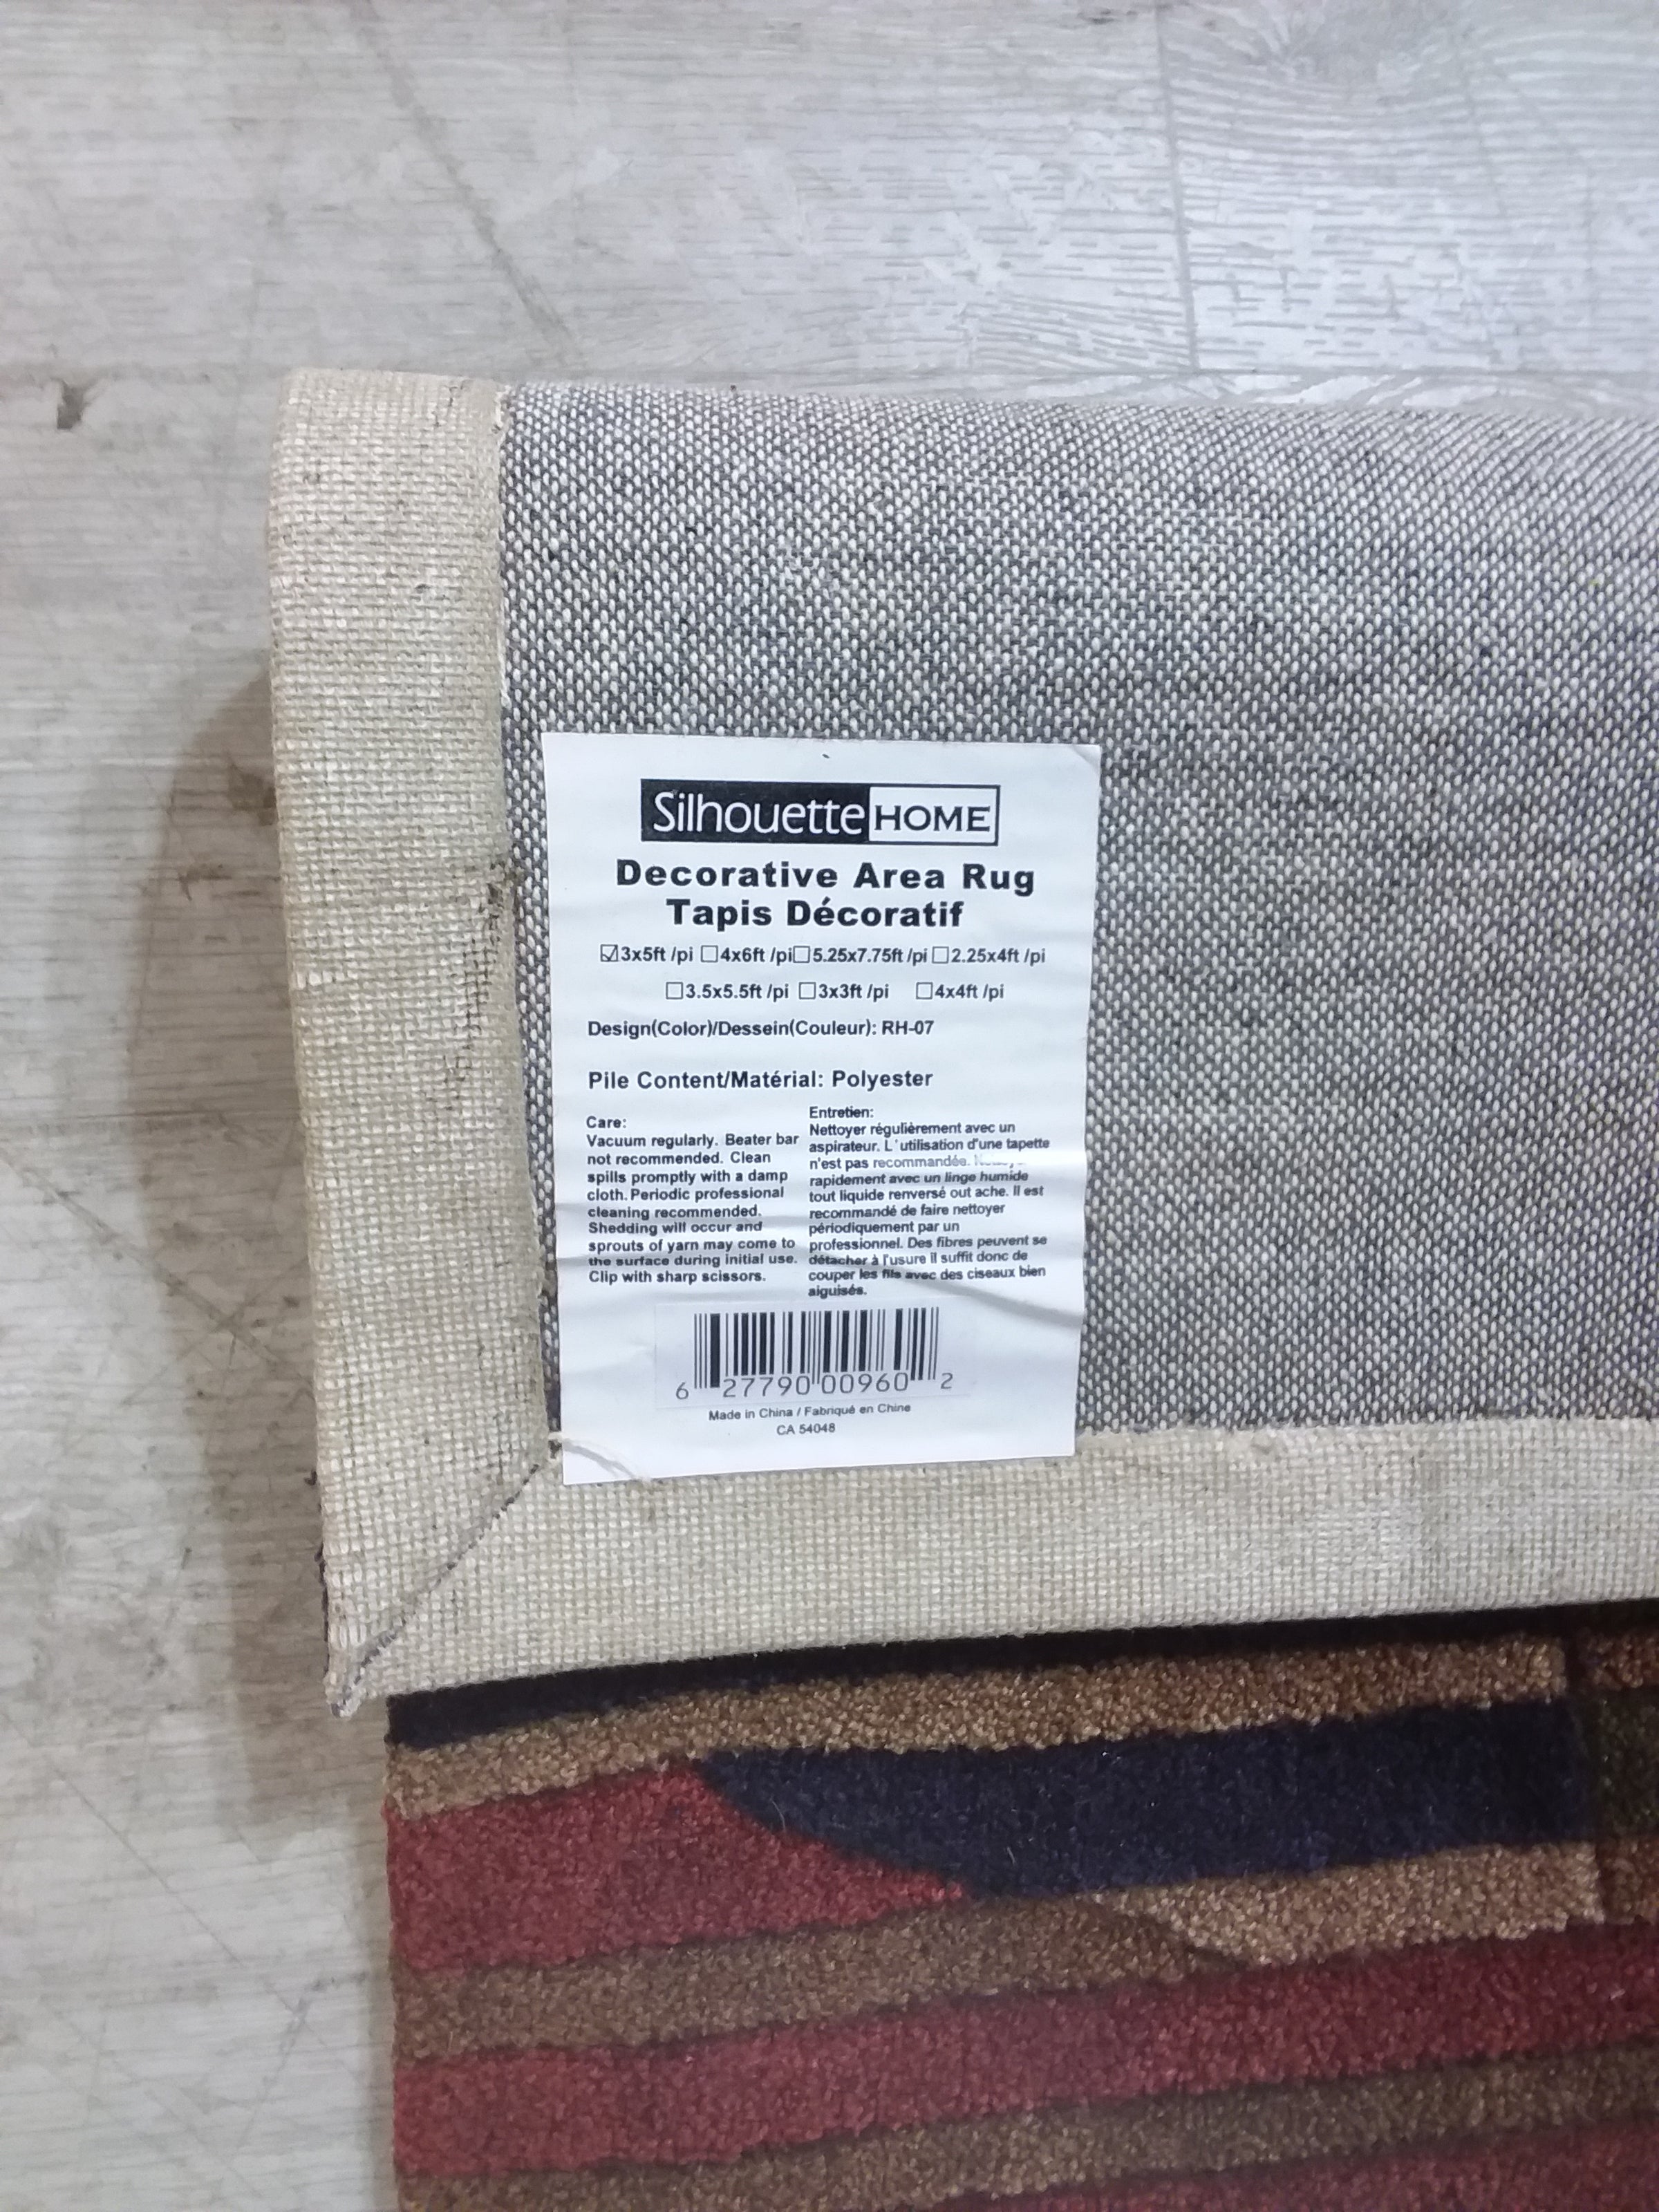 Silhouette HOME
Decorative Area Rug
Tapis Décoratif
☑3x5ft /pi ☐4x6ft /pi☐5.25x7.75ft /pi ☐2.25x4ft /pi
☐3.5x5.5ft /pi ☐3x3ft /pi ☐4x4ft /pi
Design(Color)/Dessein(Couleur): RH-07
Pile Content/Matérial: Polyester
Care:
Vacuum regularly. Beater bar
not recommended. Clean
spills promptly with a damp
cloth. Periodic professional
cleaning recommended.
Shedding will occur and
sprouts of yarn may come to
the surface during initial use.
Clip with sharp scissors.
Entretien:
Nettoyer régulièrement avec un
aspirateur. L'utilisation d'une tapette
n'est pas recommandée.
rapidement avec un linge humide
tout liquide renversé out ache. Il est
recommandé de faire nettoyer
périodiquement par un
professionnel. Des fibres peuvent se
détacher à l'usure il suffit donc de
couper les fils avec des ciseaux bien
aiguisés.
6 27790 00960 2
Made in China / Fabriqué en Chine
CA 54048